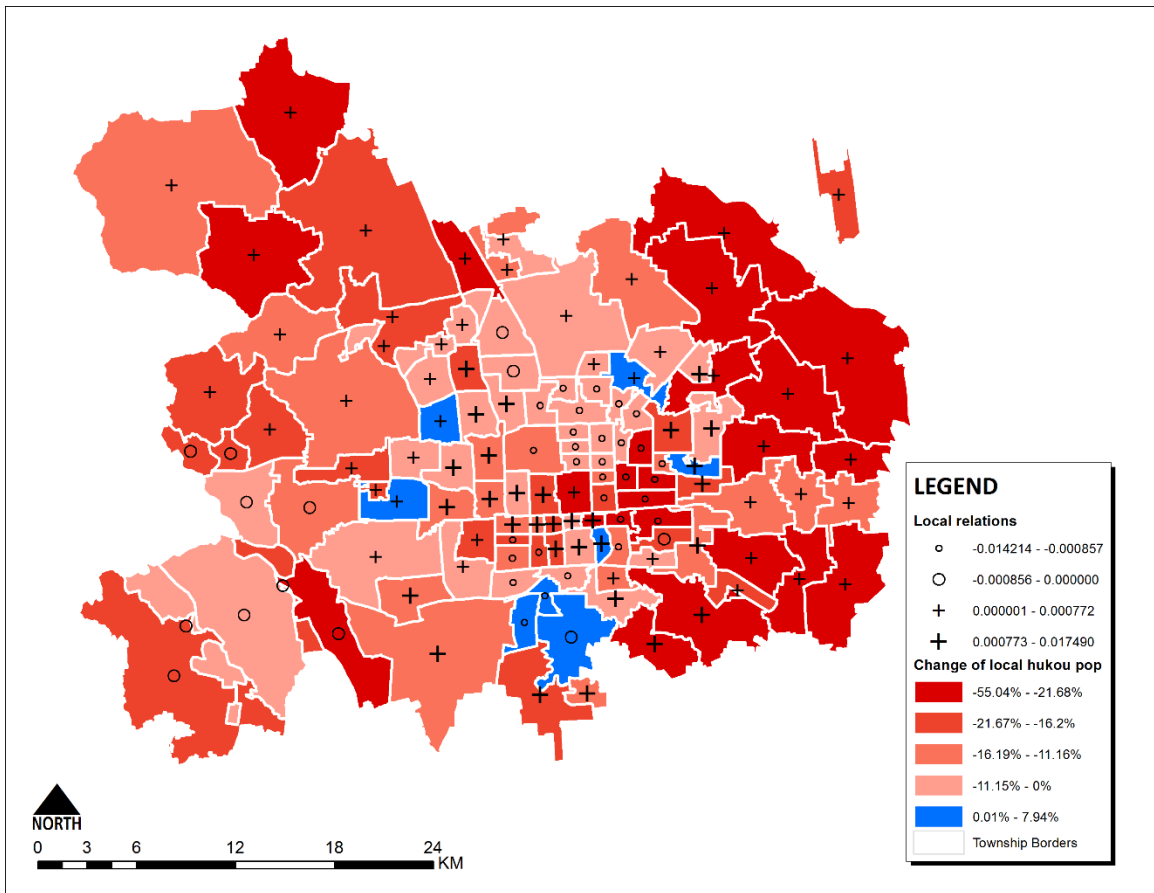 LEGEND
Local relations
-0.014214 - -0.000857
-0.000856 - 0.000000
0.000001 - 0.000772
0.000773 - 0.017490
Change of local hukou pop
-55.04% - -21.68%
-21.67% - -16.2%
-16.19% - -11.16%
-11.15% - 0%
0.01% - 7.94%
Township Borders
NORTH
0 3 6 12 18 24
KM